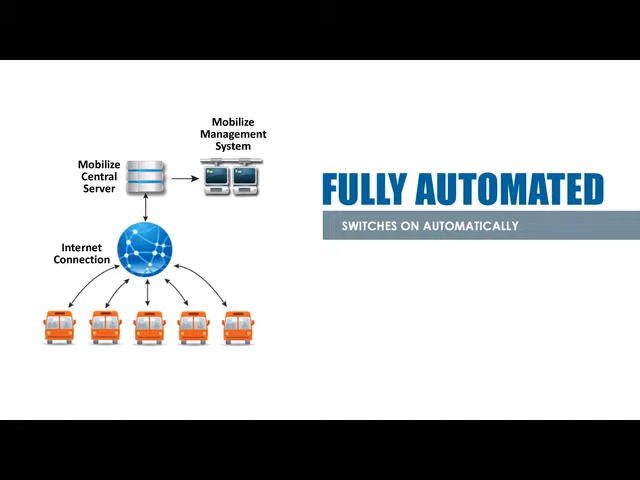 Mobilize
Management
System
Mobilize
Central
Server
Internet
Connection
FULLY AUTOMATED
SWITCHES ON AUTOMATICALLY